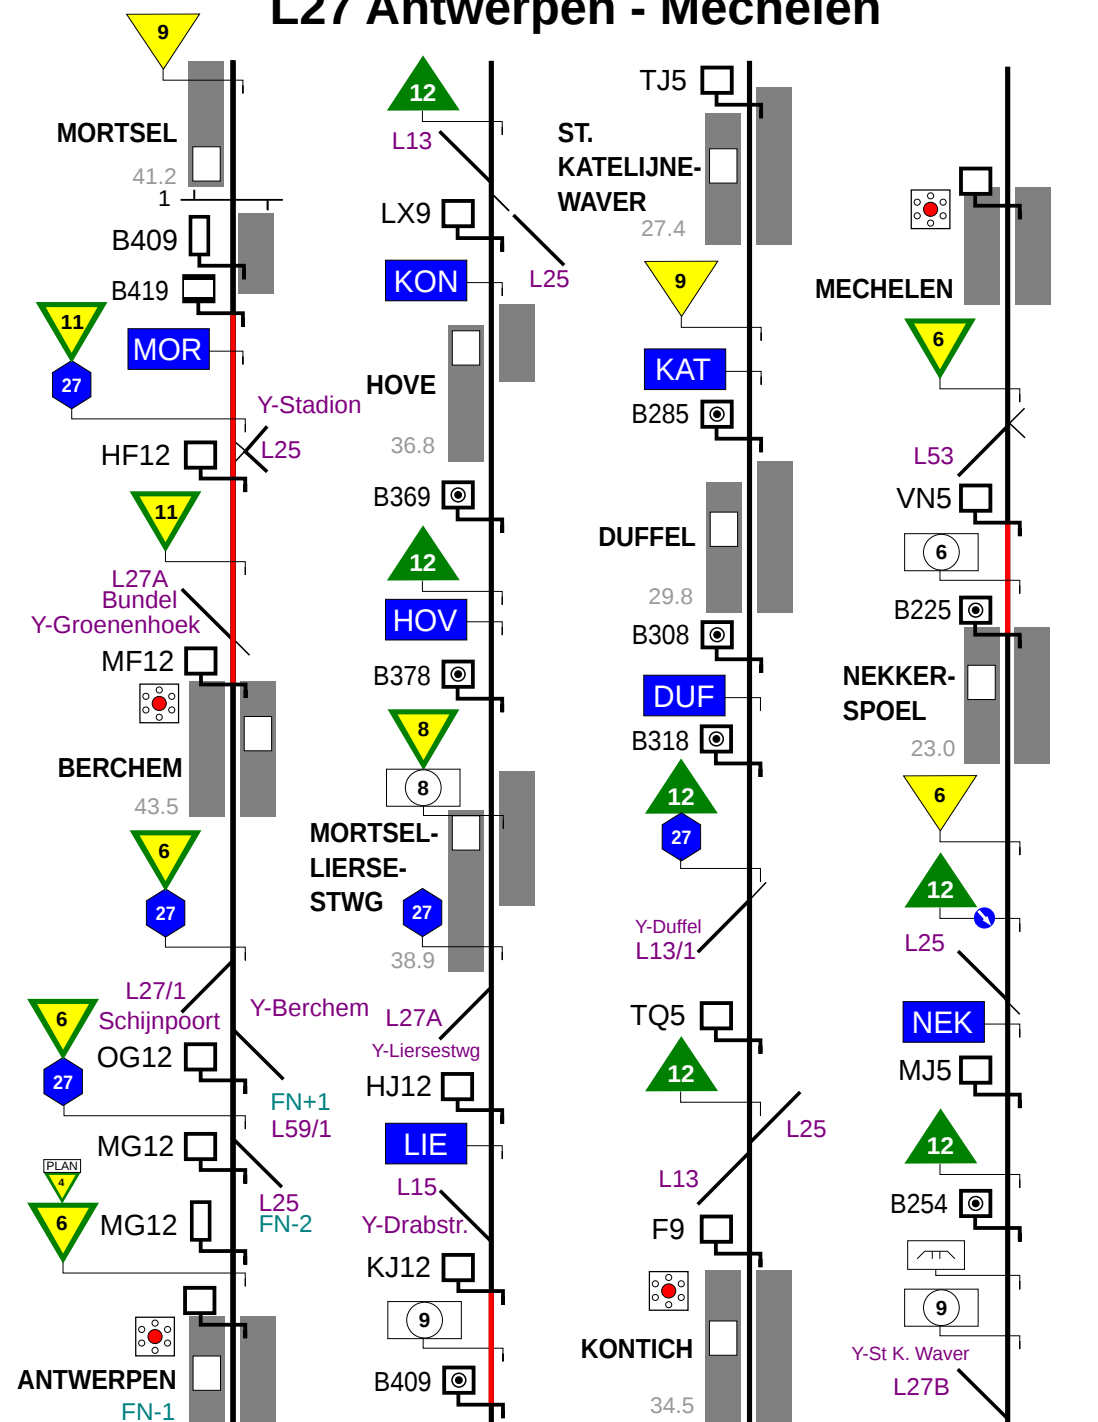 L27 Antwerpen - Mechelen
9
MORTSEL
41.2
1
B409
B419
11
MOR
27
Y-Stadion
L25
HF12
11
L27A
Bundel
Y-Groenenhoek
MF12
BERCHEM
43.5
6
27
L27/1
Schijnpoort
Y-Berchem
6
OG12
27
FN+1
L59/1
MG12
PLAN
4
L25
FN-2
6
MG12
ANTWERPEN
FN-1
12
L13
LX9
L25
KON
HOVE
36.8
B369
12
HOV
B378
8
8
MORTSEL-
LIERSE-
STWG
27
38.9
L27A
Y-Liersestwg
HJ12
LIE
L15
Y-Drabstr.
KJ12
9
B409
TJ5
ST.
KATELIJNE-
WAVER
27.4
9
KAT
B285
DUFFEL
29.8
B308
DUF
B318
12
27
Y-Duffel
L13/1
TQ5
12
L25
L13
F9
KONTICH
34.5
MECHELEN
6
L53
VN5
6
B225
NEKKER-
SPOEL
23.0
6
12
L25
NEK
MJ5
12
B254
9
Y-St K. Waver
L27B